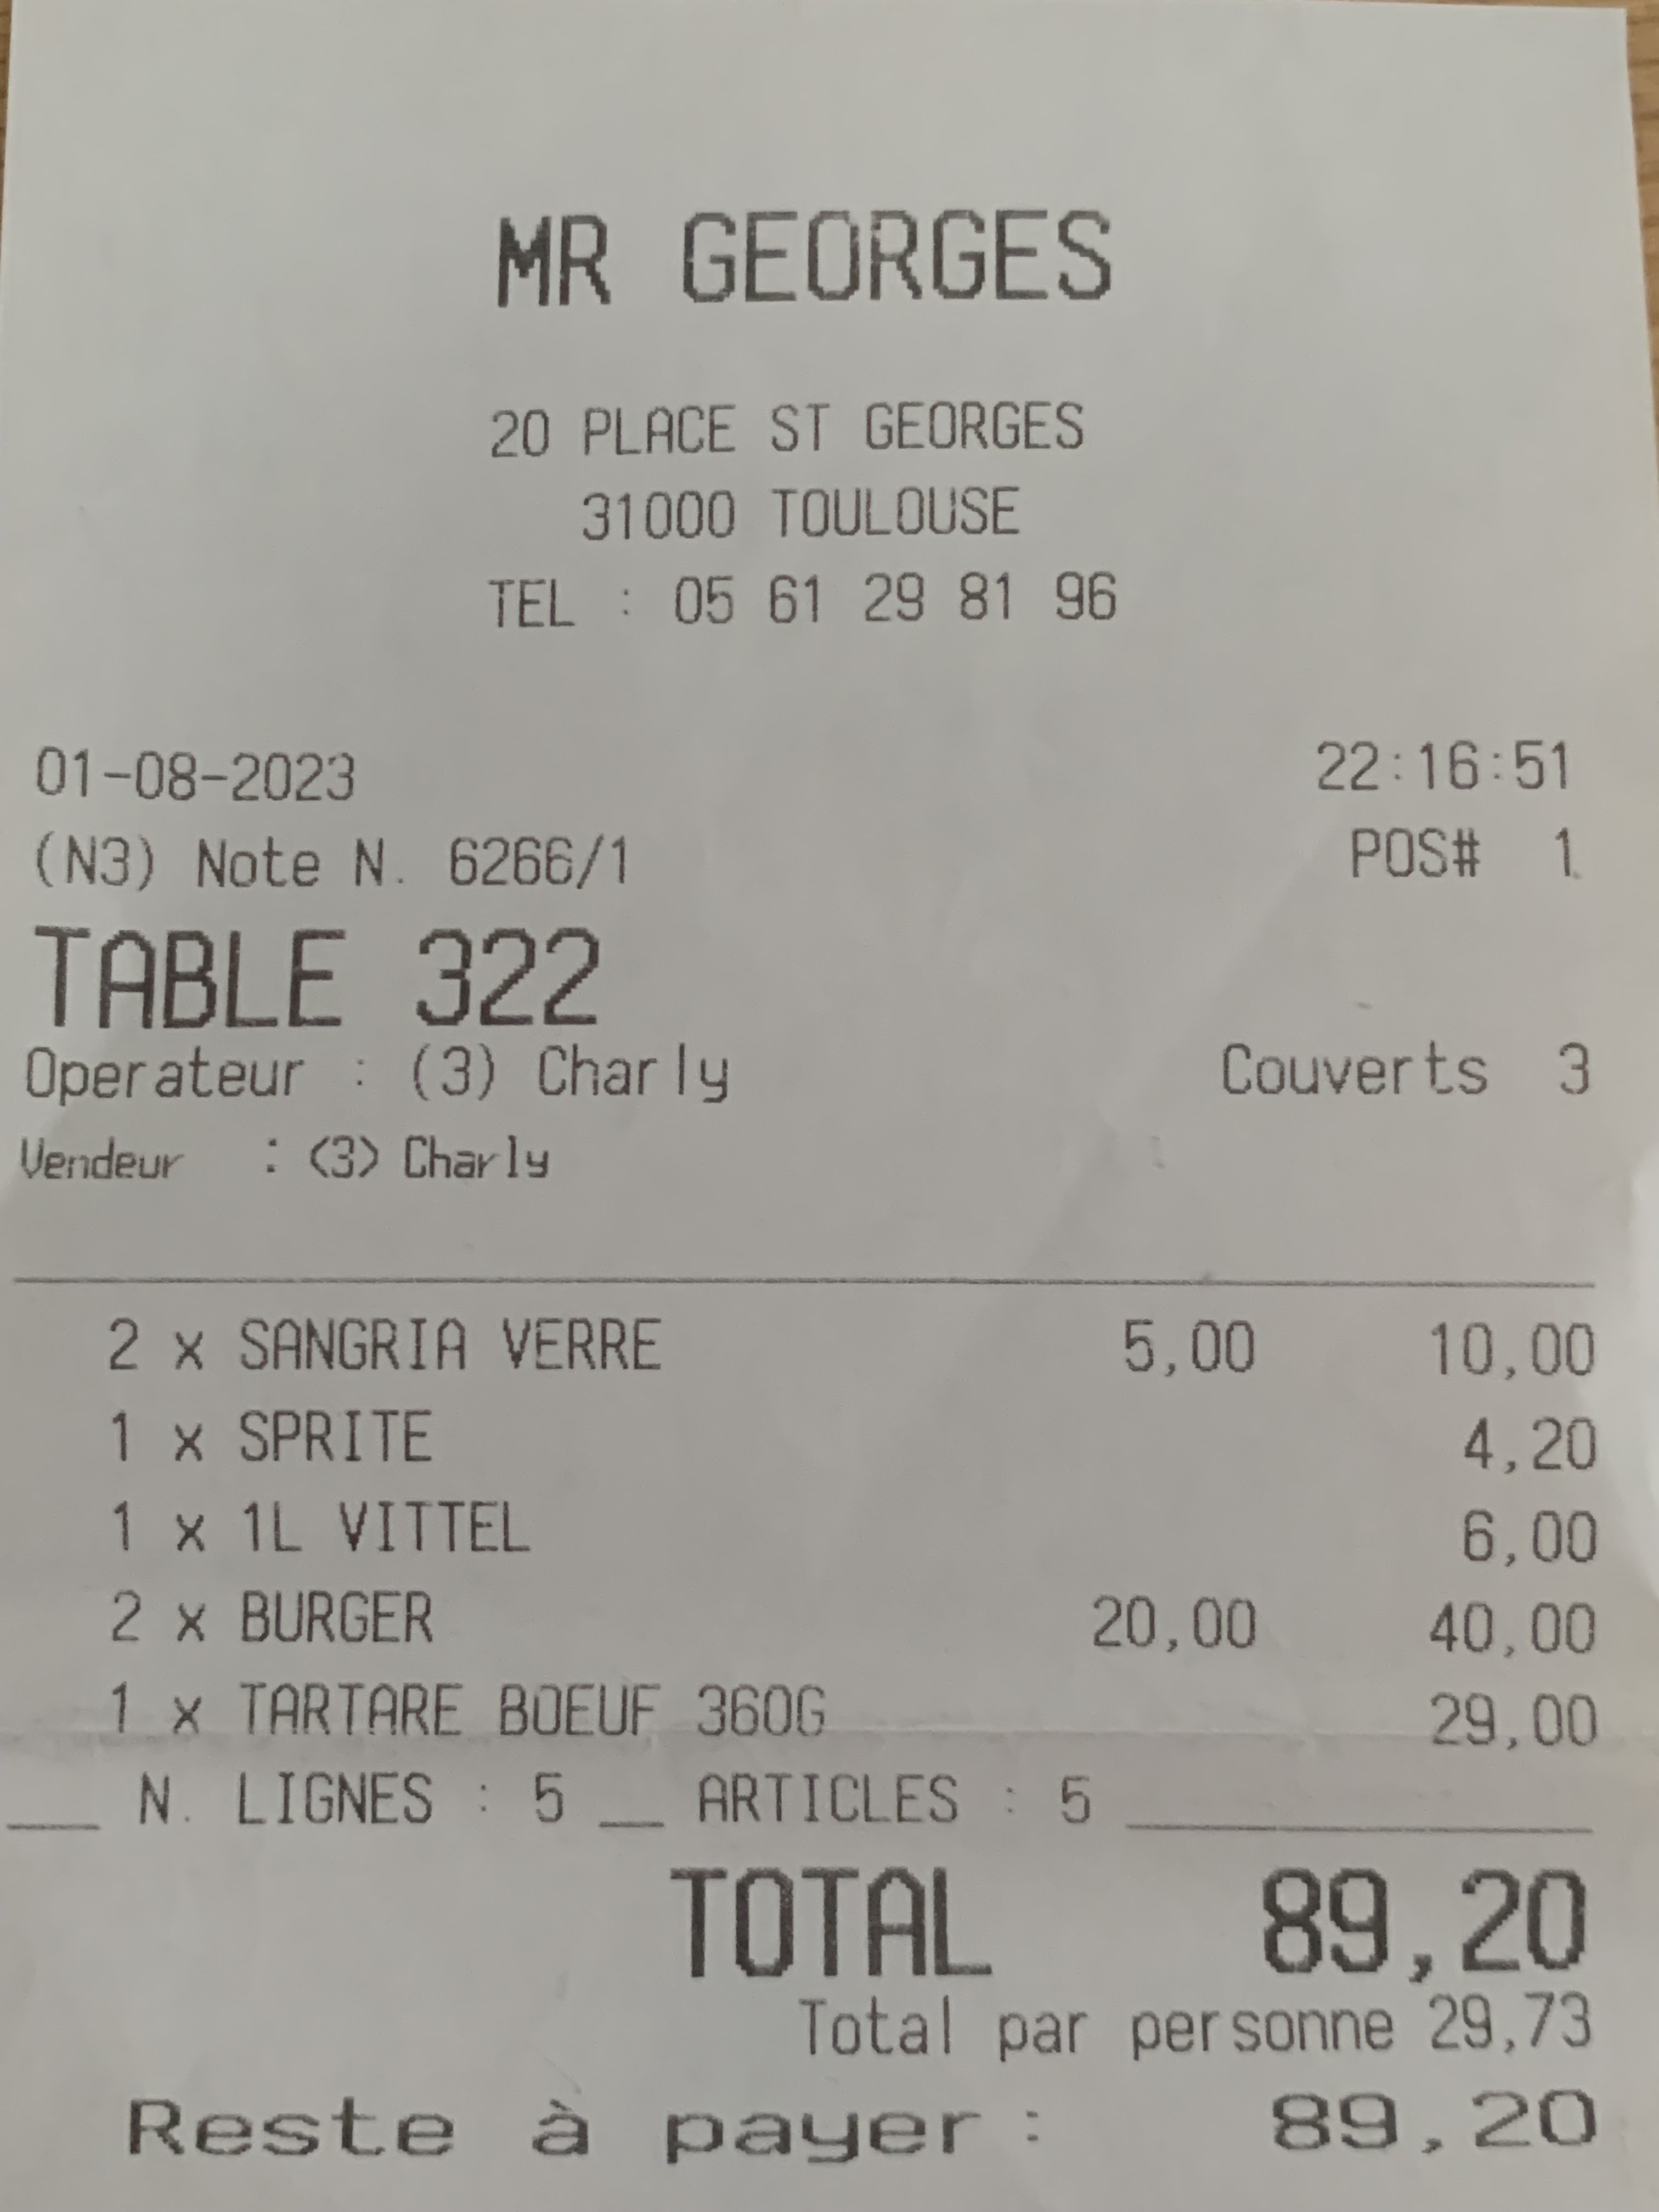 MR GEORGES
20 PLACE ST GEORGES
31000 TOULOUSE
TEL : 05 61 29 81 96
01-08-2023 22:16:51
(N3) Note N. 6266/1 POS# 1
TABLE 322
Operateur : (3) Charly Couverts 3
Vendeur : (3) Charly
2 x SANGRIA VERRE 5,00 10,00
1 x SPRITE 4,20
1 x 1L VITTEL 6,00
2 x BURGER 20,00 40,00
1 x TARTARE BOEUF 360G 29,00
N. LIGNES : 5 ARTICLES : 5
TOTAL 89,20
Total par personne 29,73
Reste à payer : 89,20